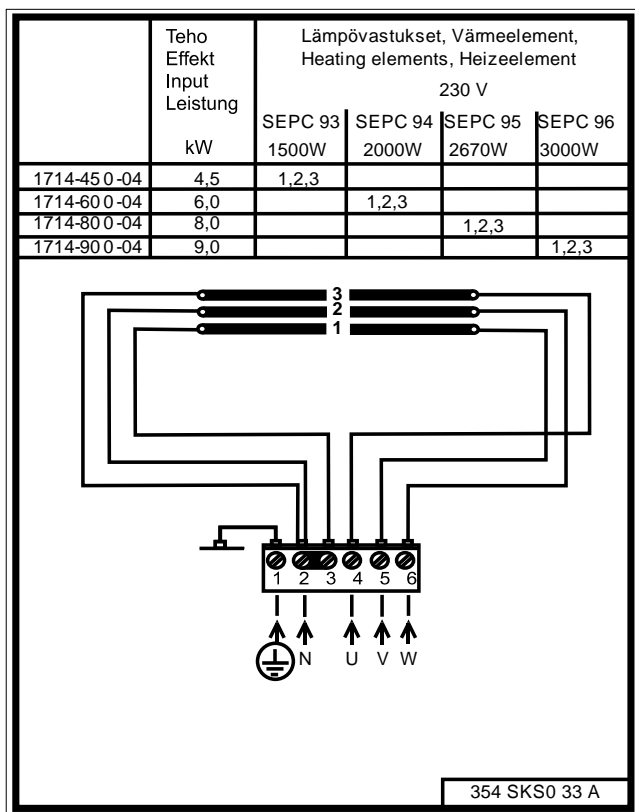 Teho
Effekt
Input
Leistung
kW
Lämpövastukset, Värmeelement,
Heating elements, Heizeelement
230 V
SEPC 93 SEPC 94 SEPC 95 SEPC 96
1500W 2000W 2670W 3000W
1714-450-04 4,5 1,2,3
1714-600-04 6,0 1,2,3
1714-800-04 8,0 1,2,3
1714-900-04 9,0 1,2,3
3
2
1
1 2 3 4 5 6
N U V W
354 SKS0 33 A